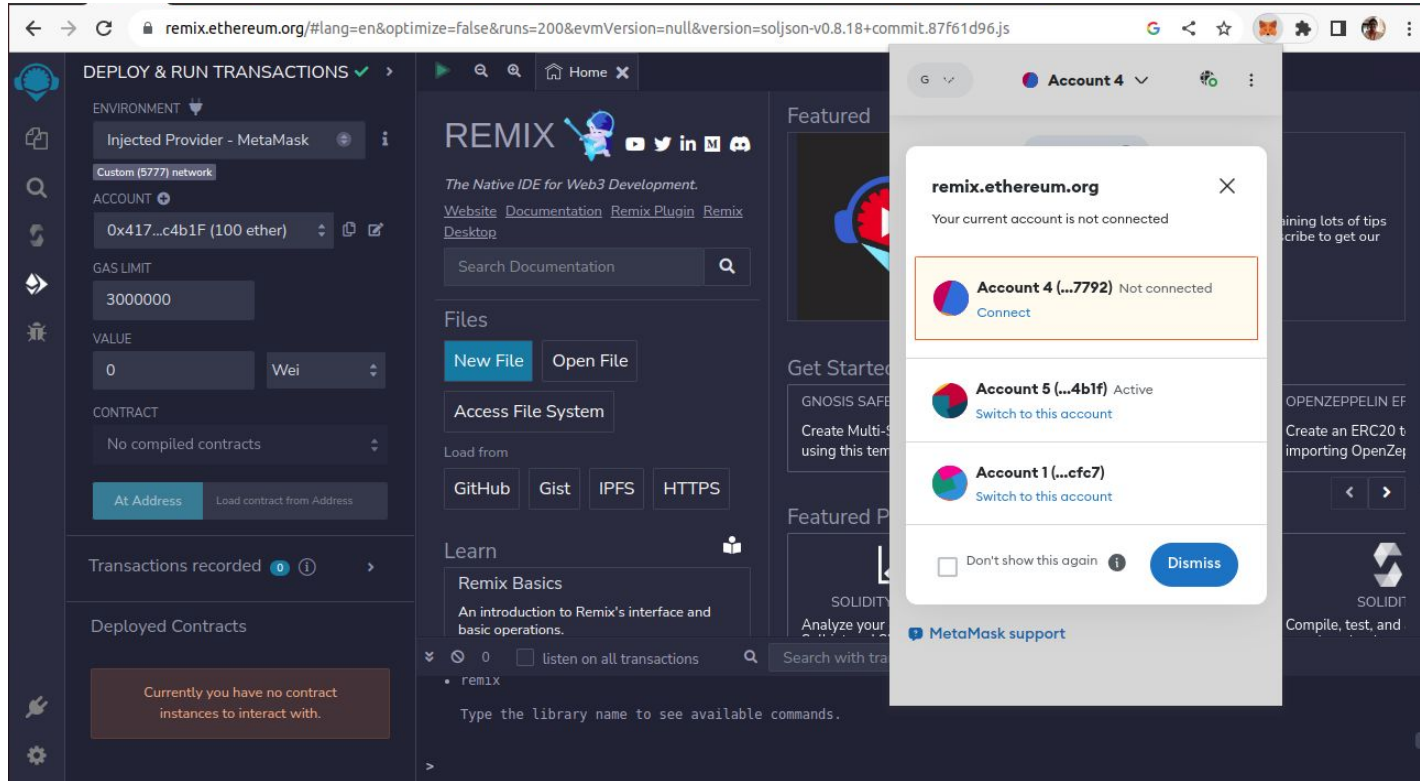 remix.ethereum.org/#lang=en&optimize=false&runs=200&evmVersion=null&version=soljson-v0.8.18+commit.87f61d96.js
DEPLOY & RUN TRANSACTIONS
ENVIRONMENT
Injected Provider - MetaMask
Custom (5777) network
ACCOUNT
0x417...c4b1F (100 ether)
GAS LIMIT
3000000
VALUE
0 Wei
CONTRACT
No compiled contracts
At Address Load contract from Address
Transactions recorded 0
Deployed Contracts
Currently you have no contract
instances to interact with.
Home
REMIX
The Native IDE for Web3 Development.
Website Documentation Remix Plugin Remix
Desktop
Search Documentation
Files
New File Open File
Access File System
Load from
GitHub Gist IPFS HTTPS
Learn
Remix Basics
An introduction to Remix's interface and
basic operations.
Featured
aining lots of tips
scribe to get our
Get Started
GNOSIS SAFE
Create Multi-S
using this tem
OPENZEPPELIN
Create an ERC20
importing
Featured P
SOLIDITY
Analyze your
Compile, test, and
0 listen on all transactions Search with tra
remix
Type the library name to see available commands.
>
G Account 4
remix.ethereum.org
Your current account is not connected
Account 4 (...7792) Not connected
Connect
Account 5 (...4b1f) Active
Switch to this account
Account 1 (...cfc7)
Switch to this account
Don't show this again Dismiss
MetaMask support